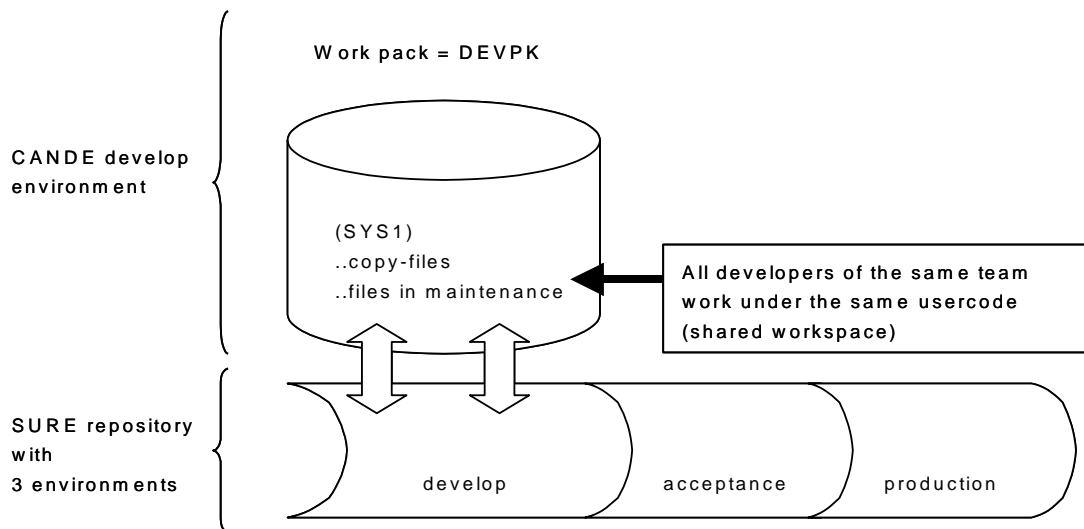 Work pack = DEVPK
CANDE develop
environment
(SYS1)
..copy-files
..files in maintenance
All developers of the same team
work under the same usercode
(shared workspace)
SURE repository
with
3 environments
develop
acceptance
production